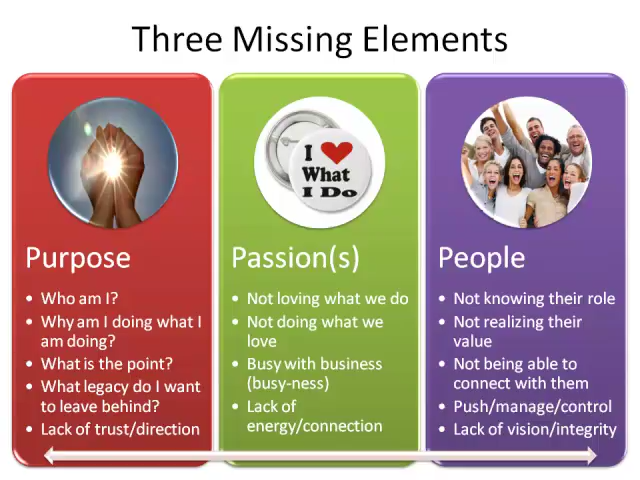 Three Missing Elements
I ♥
What
I Do
Purpose
• Who am I?
• Why am I doing what I
am doing?
• What is the point?
• What legacy do I want
to leave behind?
• Lack of trust/direction
Passion(s)
• Not loving what we do
• Not doing what we
love
• Busy with business
(busy-ness)
• Lack of
energy/connection
People
• Not knowing their role
• Not realizing their
value
• Not being able to
connect with them
• Push/manage/control
• Lack of vision/integrity